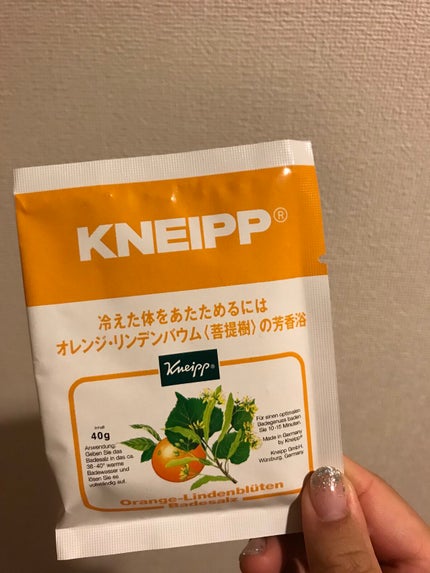 KNEIPP®
冷えた体をあたためるには
オレンジ・リンデンバウム〈菩提樹〉の芳香浴
Kneipp®
Inhalt
40g
Anwendung:
Geben Sie das
Badesalz in das ca.
36-40° warme
Badewasser und
lösen Sie es
vollständig auf.
Für einen optimalen
Badegenuss baden
Sie 10-15 Minuten.
Made in Germany
by Kneipp®
Kneipp GmbH,
Würzburg, Germany
Orange-Lindenblüten
Badesalz